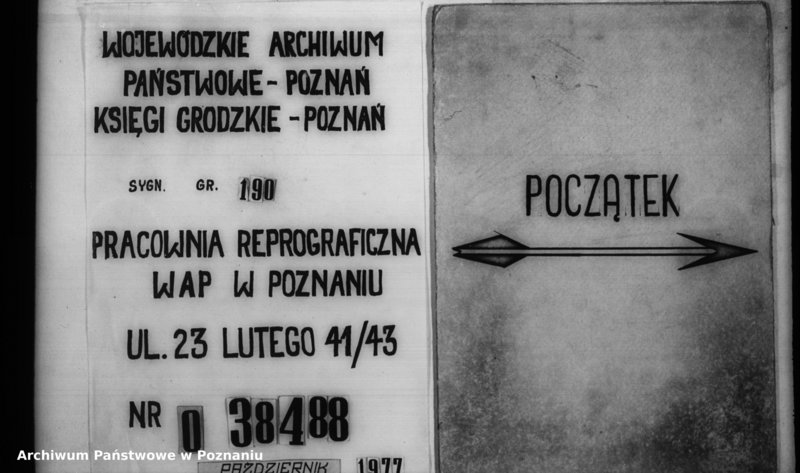 WOJEWÓDZKIE ARCHIWUM
PAŃSTWOWE - POZNAŃ
KSIĘGI GRODZKIE - POZNAŃ
SYGN. GR. 190
PRACOWNIA REPROGRAFICZNA
WAP W POZNANIU
UL. 23 LUTEGO 41/43
NR 0 38488
PAŹDZIERNIK 1977
POCZĄTEK
Archiwum Państwowe w Poznaniu